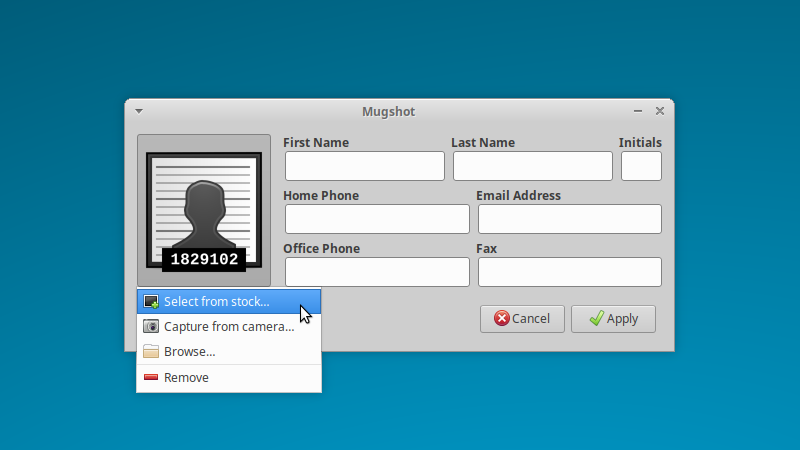 Mugshot
First Name
Last Name
Initials
Home Phone
Email Address
Office Phone
Fax
1829102
Select from stock...
Capture from camera...
Browse...
Remove
Cancel
Apply